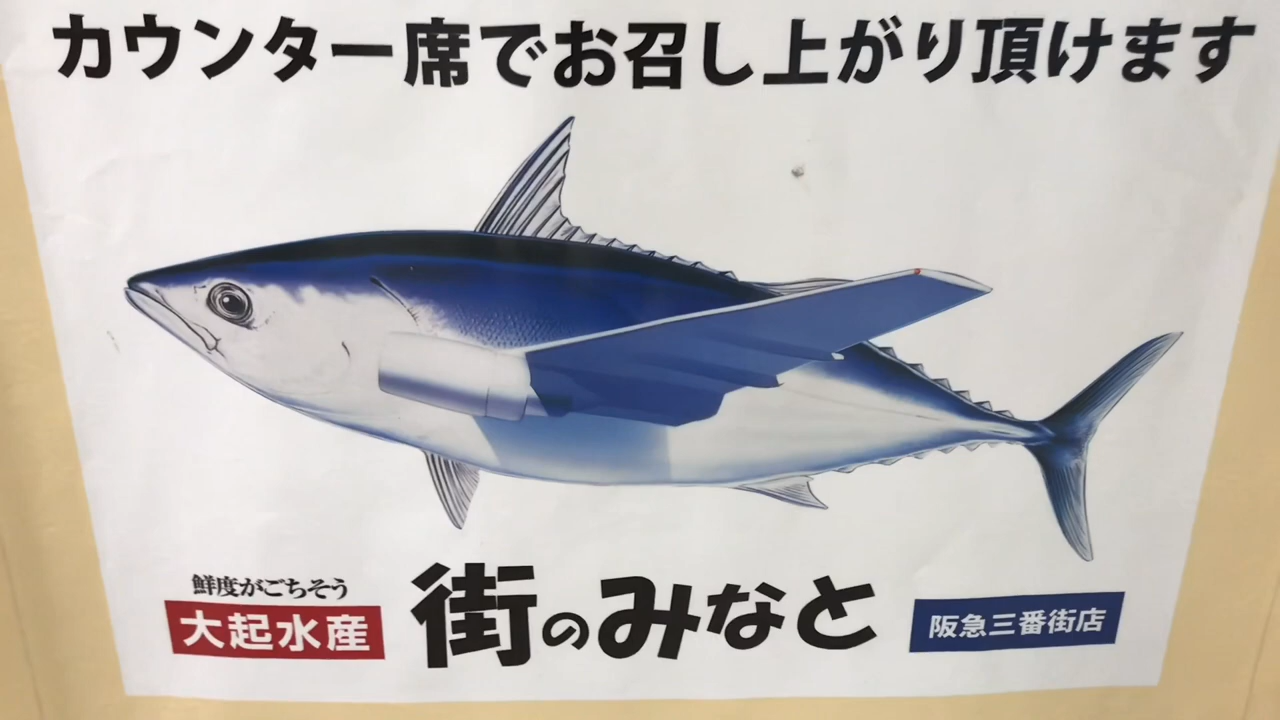 カウンター席でお召し上がり頂けます
鮮度がごちそう
大起水産
街のみなと
阪急三番街店